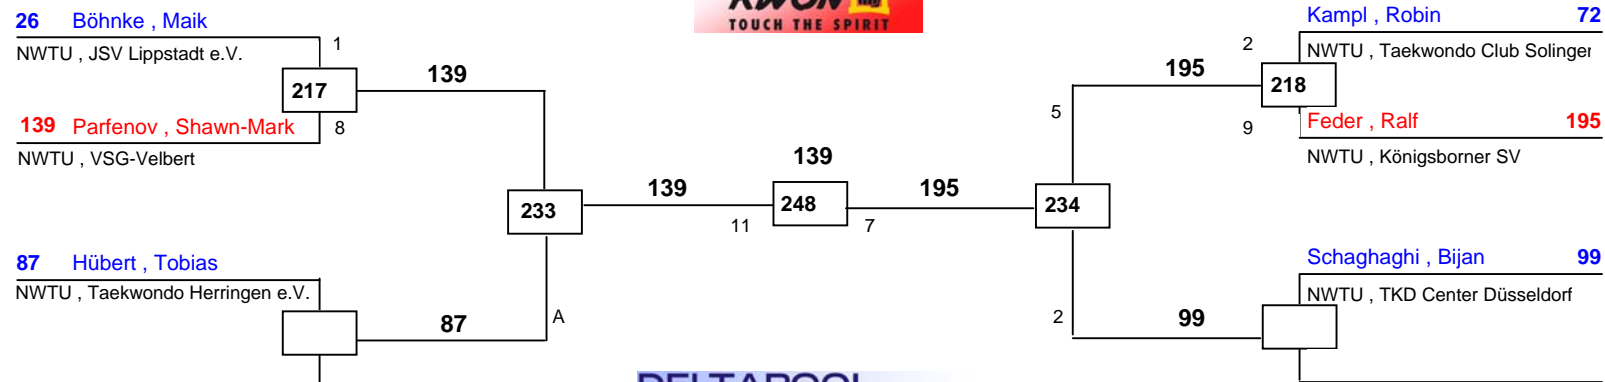 KWON
TOUCH THE SPIRIT
26 Böhnke , Maik
NWTU , JSV Lippstadt e.V.
1
217
139
139 Parfenov , Shawn-Mark
8
NWTU , VSG-Velbert
233
139
11
139
248
7
195
234
87 Hübert , Tobias
NWTU , Taekwondo Herringen e.V.
87
A
Kampl , Robin 72
NWTU , Taekwondo Club Solinger
2
218
195
5
9
Feder , Ralf 195
NWTU , Königsborner SV
Schaghaghi , Bijan 99
NWTU , TKD Center Düsseldorf
2
99
DELTAPOOL